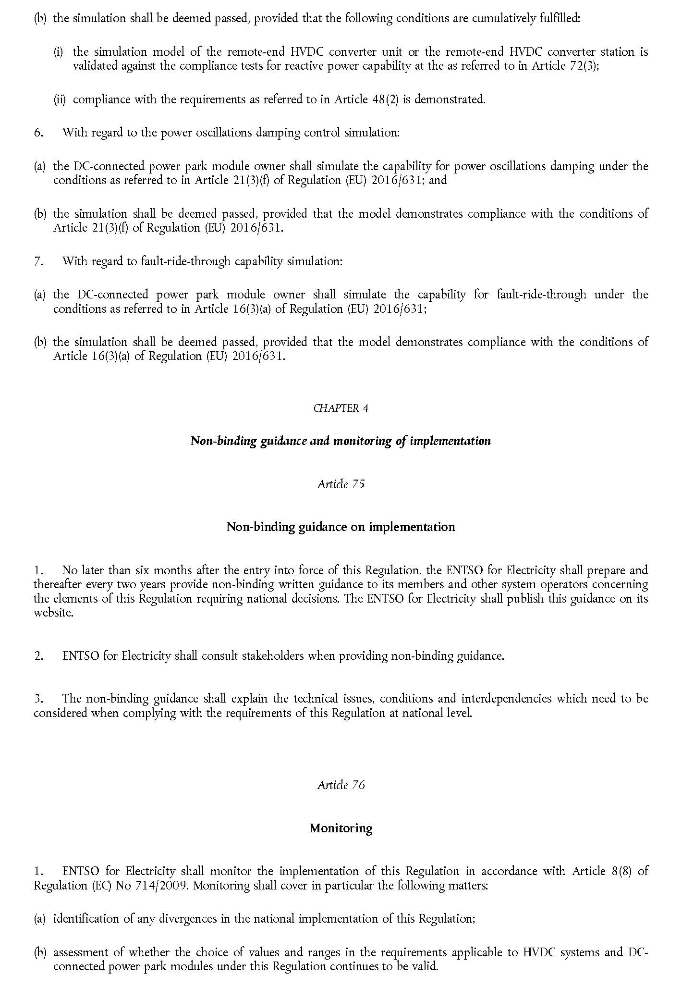 (b) the simulation shall be deemed passed, provided that the following conditions are cumulatively fulfilled:
(i) the simulation model of the remote-end HVDC converter unit or the remote-end HVDC converter station is
validated against the compliance tests for reactive power capability at the as referred to in Article 72(3);
(ii) compliance with the requirements as referred to in Article 48(2) is demonstrated.
6. With regard to the power oscillations damping control simulation:
(a) the DC-connected power park module owner shall simulate the capability for power oscillations damping under the
conditions as referred to in Article 21(3)(f) of Regulation (EU) 2016/631; and
(b) the simulation shall be deemed passed, provided that the model demonstrates compliance with the conditions of
Article 21(3)(f) of Regulation (EU) 2016/631.
7. With regard to fault-ride-through capability simulation:
(a) the DC-connected power park module owner shall simulate the capability for fault-ride-through under the
conditions as referred to in Article 16(3)(a) of Regulation (EU) 2016/631;
(b) the simulation shall be deemed passed, provided that the model demonstrates compliance with the conditions of
Article 16(3)(a) of Regulation (EU) 2016/631.
CHAPTER 4
Non-binding guidance and monitoring of implementation
Article 75
Non-binding guidance on implementation
1. No later than six months after the entry into force of this Regulation, the ENTSO for Electricity shall prepare and
thereafter every two years provide non-binding written guidance to its members and other system operators concerning
the elements of this Regulation requiring national decisions. The ENTSO for Electricity shall publish this guidance on its
website.
2. ENTSO for Electricity shall consult stakeholders when providing non-binding guidance.
3. The non-binding guidance shall explain the technical issues, conditions and interdependencies which need to be
considered when complying with the requirements of this Regulation at national level.
Article 76
Monitoring
1. ENTSO for Electricity shall monitor the implementation of this Regulation in accordance with Article 8(8) of
Regulation (EC) No 714/2009. Monitoring shall cover in particular the following matters:
(a) identification of any divergences in the national implementation of this Regulation;
(b) assessment of whether the choice of values and ranges in the requirements applicable to HVDC systems and DC-
connected power park modules under this Regulation continues to be valid.